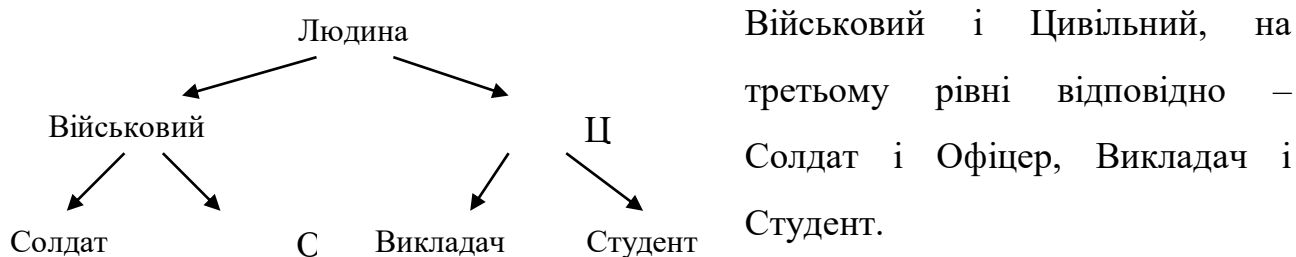 Людина
Військовий Ц
Солдат С Викладач Студент
Військовий і Цивільний, на
третьому рівні відповідно –
Солдат і Офіцер, Викладач і
Студент.